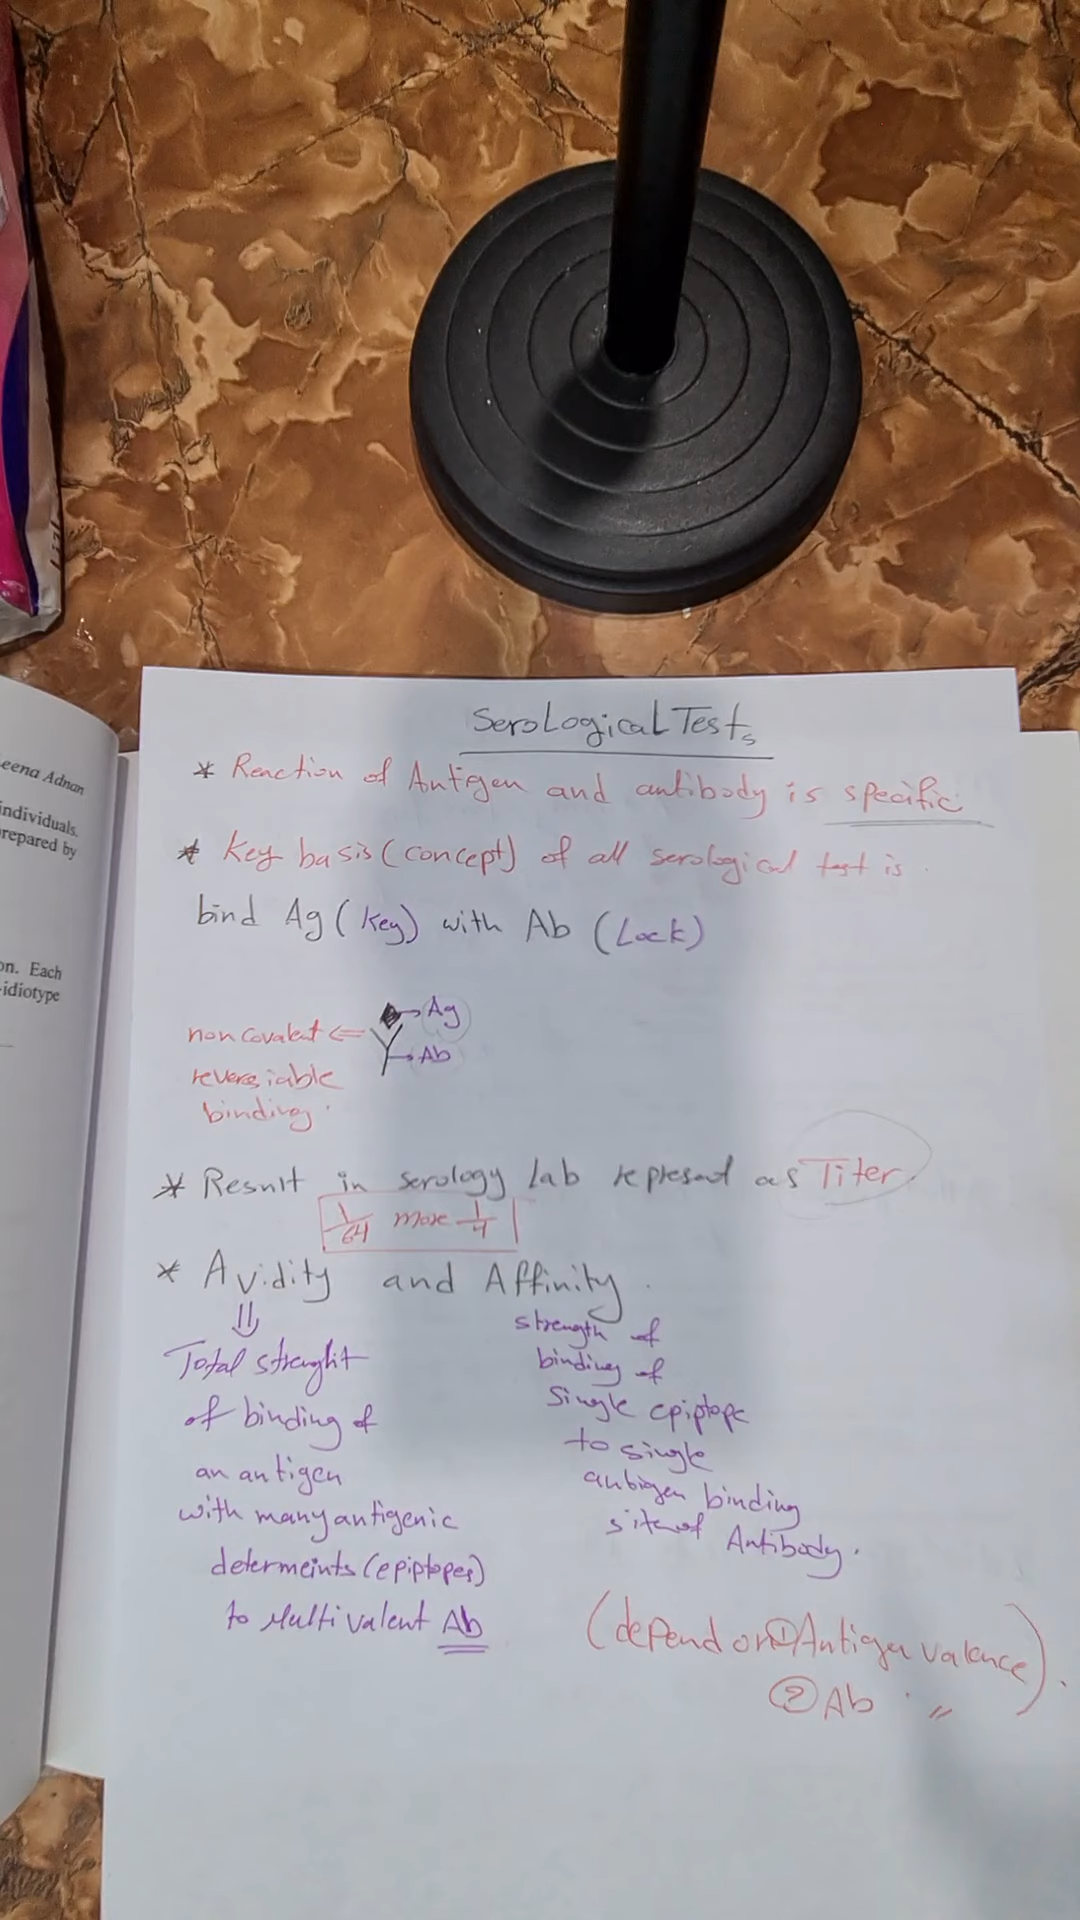 SeroLogical Tests
* Reaction of Antigen and antibody is specific
* Key basis (concept) of all serological test is.
bind Ag (Key) with Ab (Lock)
Ag
non covalent
Ab
reversiable
binding.
* Result in serology Lab represent as Titer
1/64 more 1/4
* Avidity and Affinity.
Total strenght
of binding of
an antigen
with many antigenic
determeints (epiptopes)
to Multivalent Ab
strength of
binding of
single epiptope
to single
antigen binding
site of Antibody.
(depend on ① Antigen valence).
② Ab "
eena Adnan
individuals.
repared by
on. Each
-idiotype